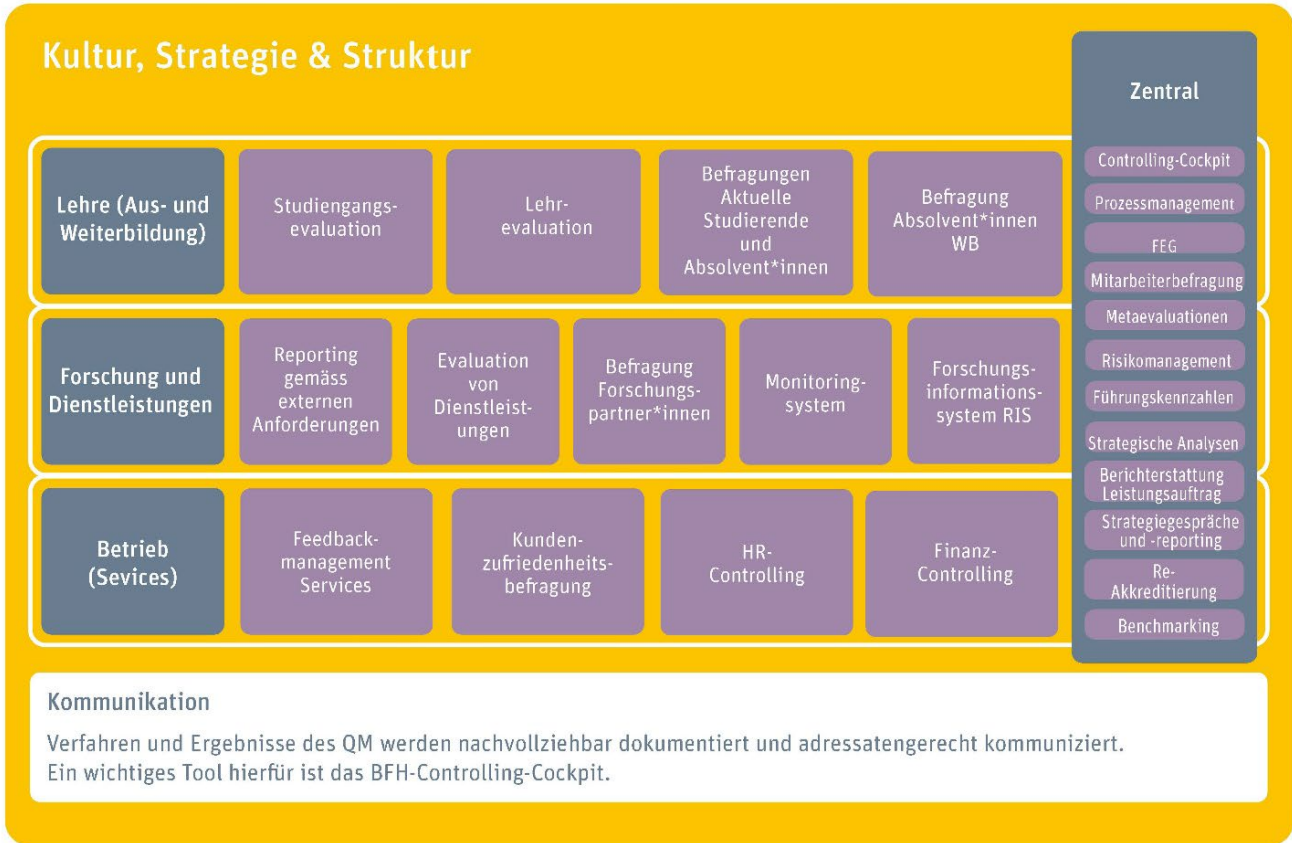 Kultur, Strategie & Struktur
Lehre (Aus- und
Weiterbildung)
Studiengangs-
evaluation
Lehr-
evaluation
Befragungen
Aktuelle
Studierende
und
Absolvent*innen
Befragung
Absolvent*innen
WB
Forschung und
Dienstleistungen
Reporting
gemäss
externen
Anforderungen
Evaluation
von
Dienstleist-
ungen
Befragung
Forschungs-
partner*innen
Monitoring-
system
Forschungs-
informations-
system RIS
Betrieb
(Sevices)
Feedback-
management
Services
Kunden-
zufriedenheits-
befragung
HR-
Controlling
Finanz-
Controlling
Zentral
Controlling-Cockpit
Prozessmanagement
FEG
Mitarbeiterbefragung
Metaevaluationen
Risikomanagement
Führungskennzahlen
Strategische Analysen
Berichterstattung
Leistungsauftrag
Strategiegespräche
und -reporting
Re-
Akkreditierung
Benchmarking
Kommunikation
Verfahren und Ergebnisse des QM werden nachvollziehbar dokumentiert und adressatengerecht kommuniziert.
Ein wichtiges Tool hierfür ist das BFH-Controlling-Cockpit.